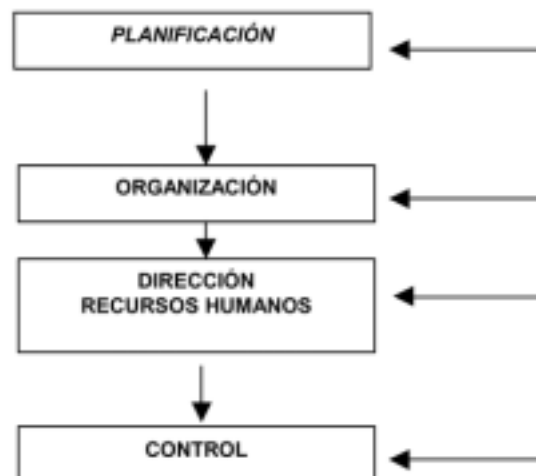 PLANIFICACIÓN
ORGANIZACIÓN
DIRECCIÓN
RECURSOS HUMANOS
CONTROL